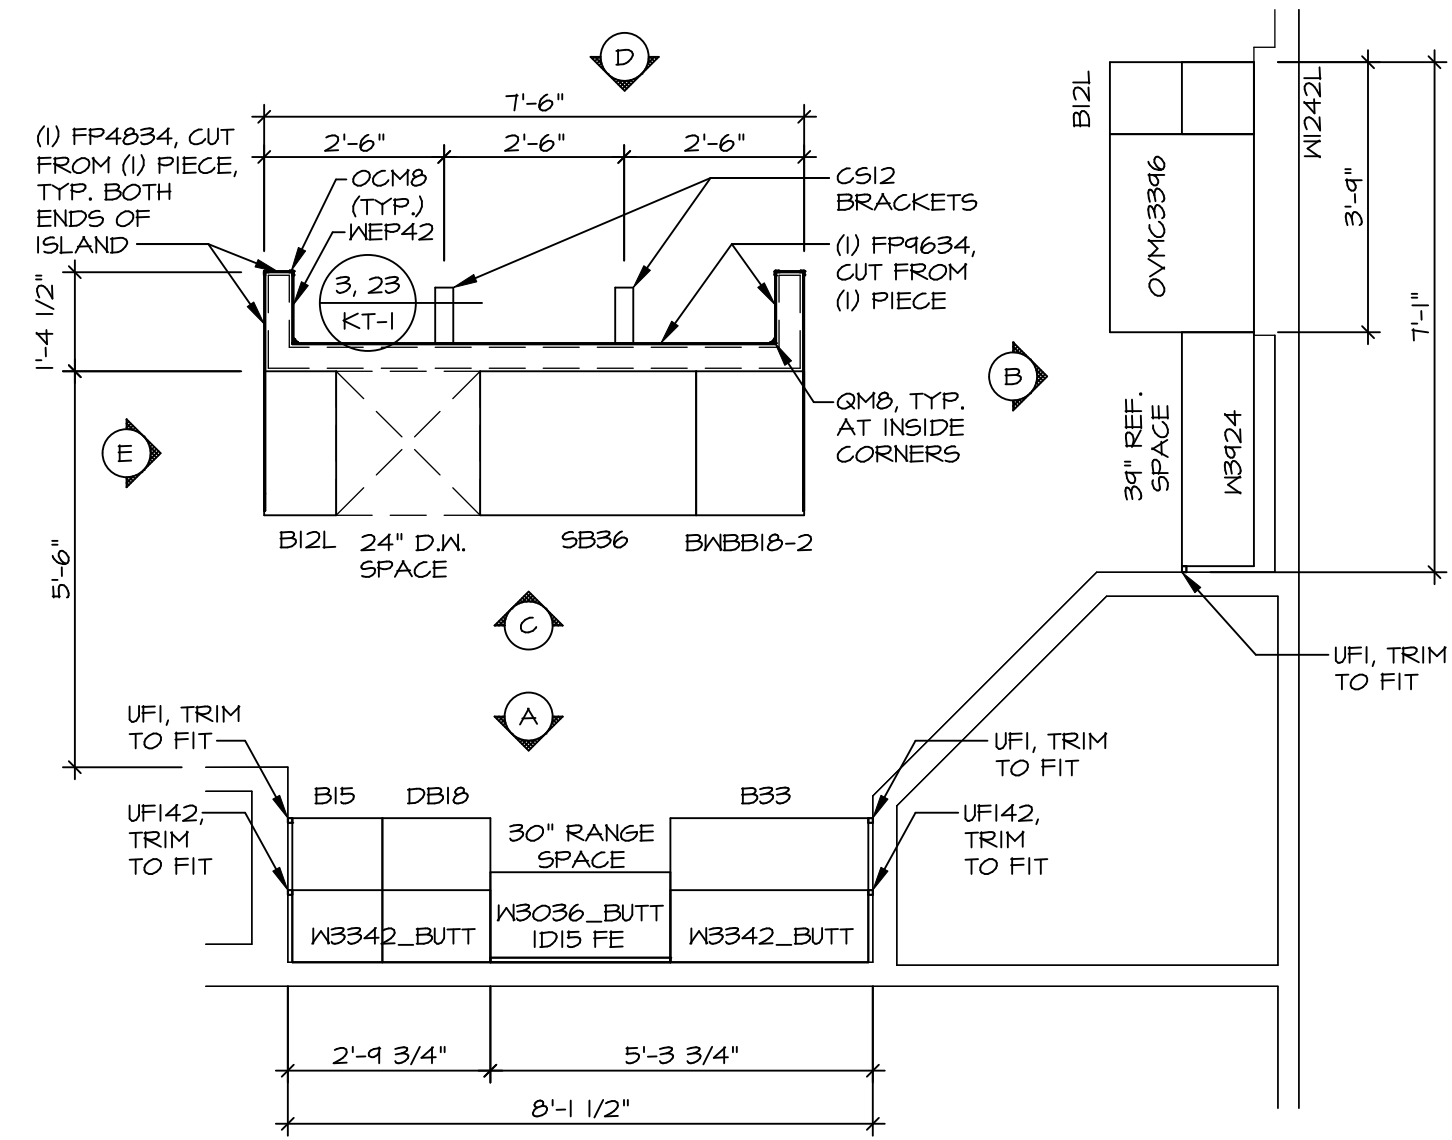 D
7'-6"
2'-6"
2'-6"
2'-6"
(1) FP4834, CUT
FROM (1) PIECE,
TYP. BOTH
ENDS OF
ISLAND
OCM8
(TYP.)
WEP42
CS12
BRACKETS
(1) FP9634,
CUT FROM
(1) PIECE
3, 23
KT-1
1'-4 1/2"
QM8, TYP.
AT INSIDE
CORNERS
B12L
W1242L
OVMC3396
3'-9"
7'-1"
B
39" REF.
SPACE
W3924
E
5'-6"
B12L
24" D.W.
SPACE
SB36
BWBB18-2
C
A
UF1, TRIM
TO FIT
UF1, TRIM
TO FIT
UF142,
TRIM
TO FIT
B15
DB18
30" RANGE
SPACE
B33
UF1, TRIM
TO FIT
UF142,
TRIM
TO FIT
W3342_BUTT
W3036_BUTT
1D15 FE
W3342_BUTT
2'-9 3/4"
5'-3 3/4"
8'-1 1/2"